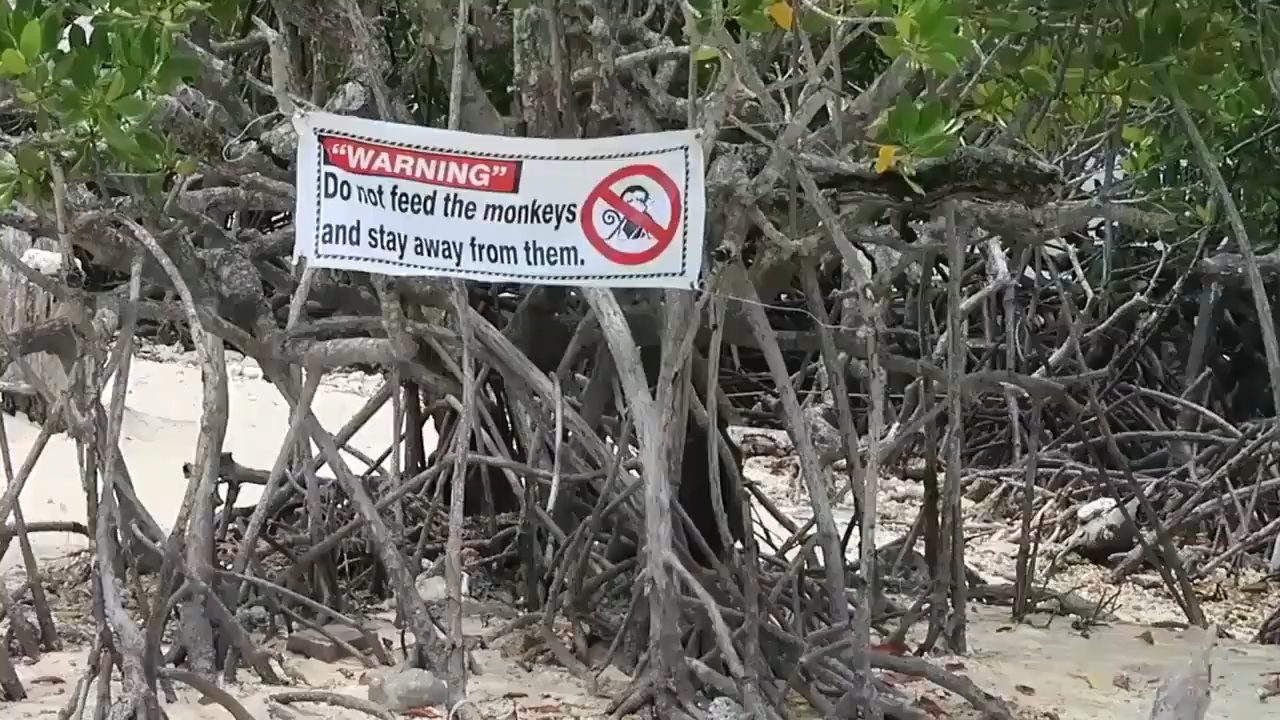 “WARNING”
Do not feed the monkeys
and stay away from them.